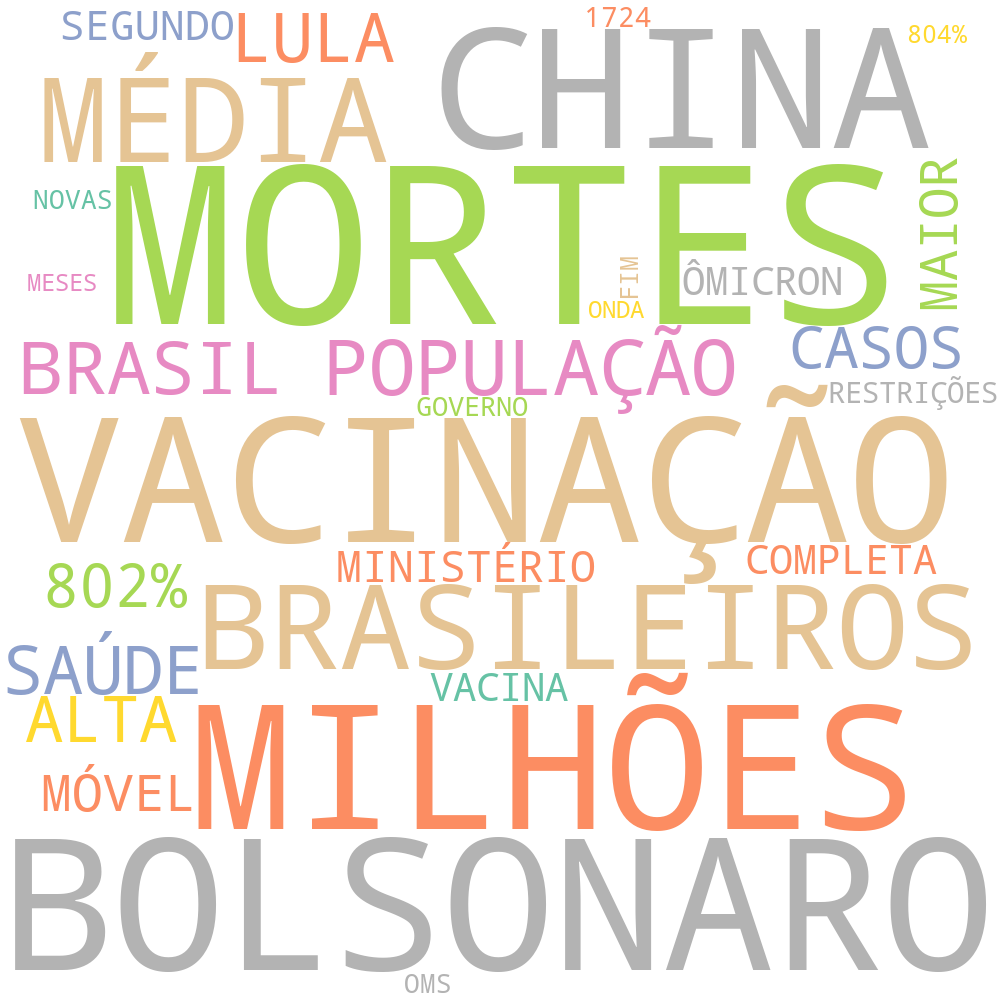 SEGUNDO
LULA
1724
804%
CHINA
MÉDIA
MORTES
MAIOR
NOVAS
MESES
FIM
ÔMICRON
ONDA
BRASIL
POPULAÇÃO
CASOS
RESTRIÇÕES
GOVERNO
VACINAÇÃO
802%
MINISTÉRIO
COMPLETA
BRASILEIROS
SAÚDE
VACINA
ALTA
MILHÕES
MÓVEL
BOLSONARO
OMS